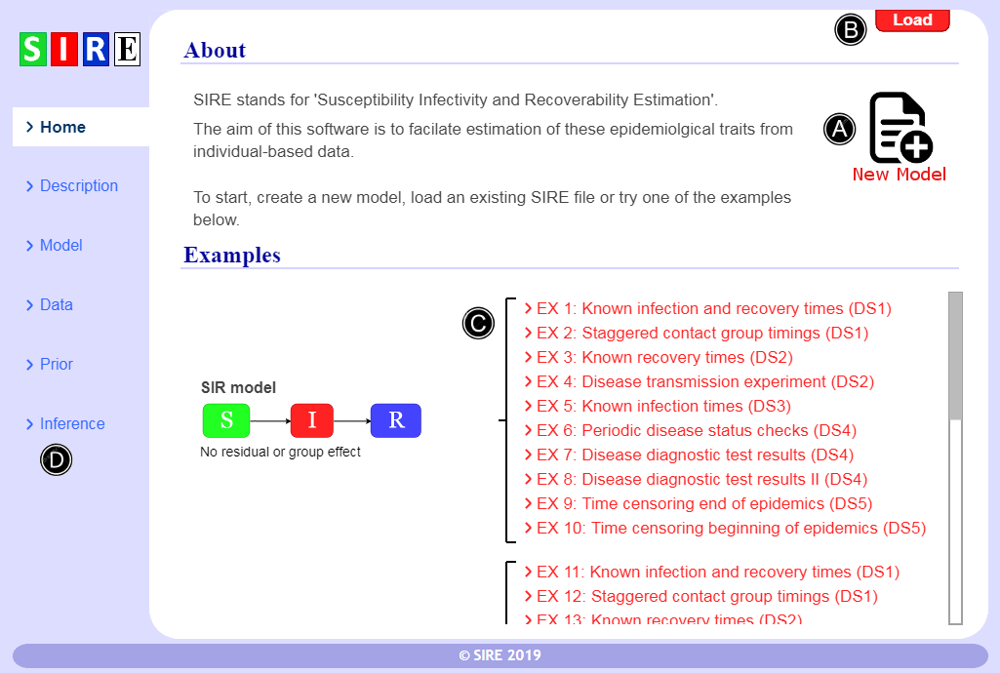 SIRE
B
Load
About
SIRE stands for 'Susceptibility Infectivity and Recoverability Estimation'.
The aim of this software is to facilate estimation of these epidemiolgical traits from
individual-based data.
A
New Model
To start, create a new model, load an existing SIRE file or try one of the examples
below.
Home
Description
Model
Data
Prior
Inference
D
Examples
C
SIR model
S I R
No residual or group effect
EX 1: Known infection and recovery times (DS1)
EX 2: Staggered contact group timings (DS1)
EX 3: Known recovery times (DS2)
EX 4: Disease transmission experiment (DS2)
EX 5: Known infection times (DS3)
EX 6: Periodic disease status checks (DS4)
EX 7: Disease diagnostic test results (DS4)
EX 8: Disease diagnostic test results II (DS4)
EX 9: Time censoring end of epidemics (DS5)
EX 10: Time censoring beginning of epidemics (DS5)
EX 11: Known infection and recovery times (DS1)
EX 12: Staggered contact group timings (DS1)
EX 13: Known recovery times (DS2)
© SIRE 2019